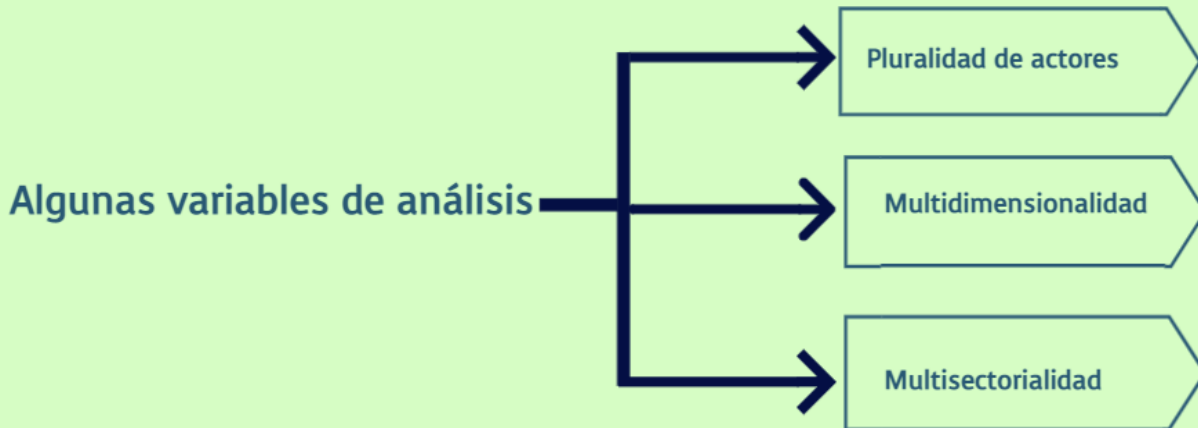 Pluralidad de actores
Algunas variables de análisis
Multidimensionalidad
Multisectorialidad